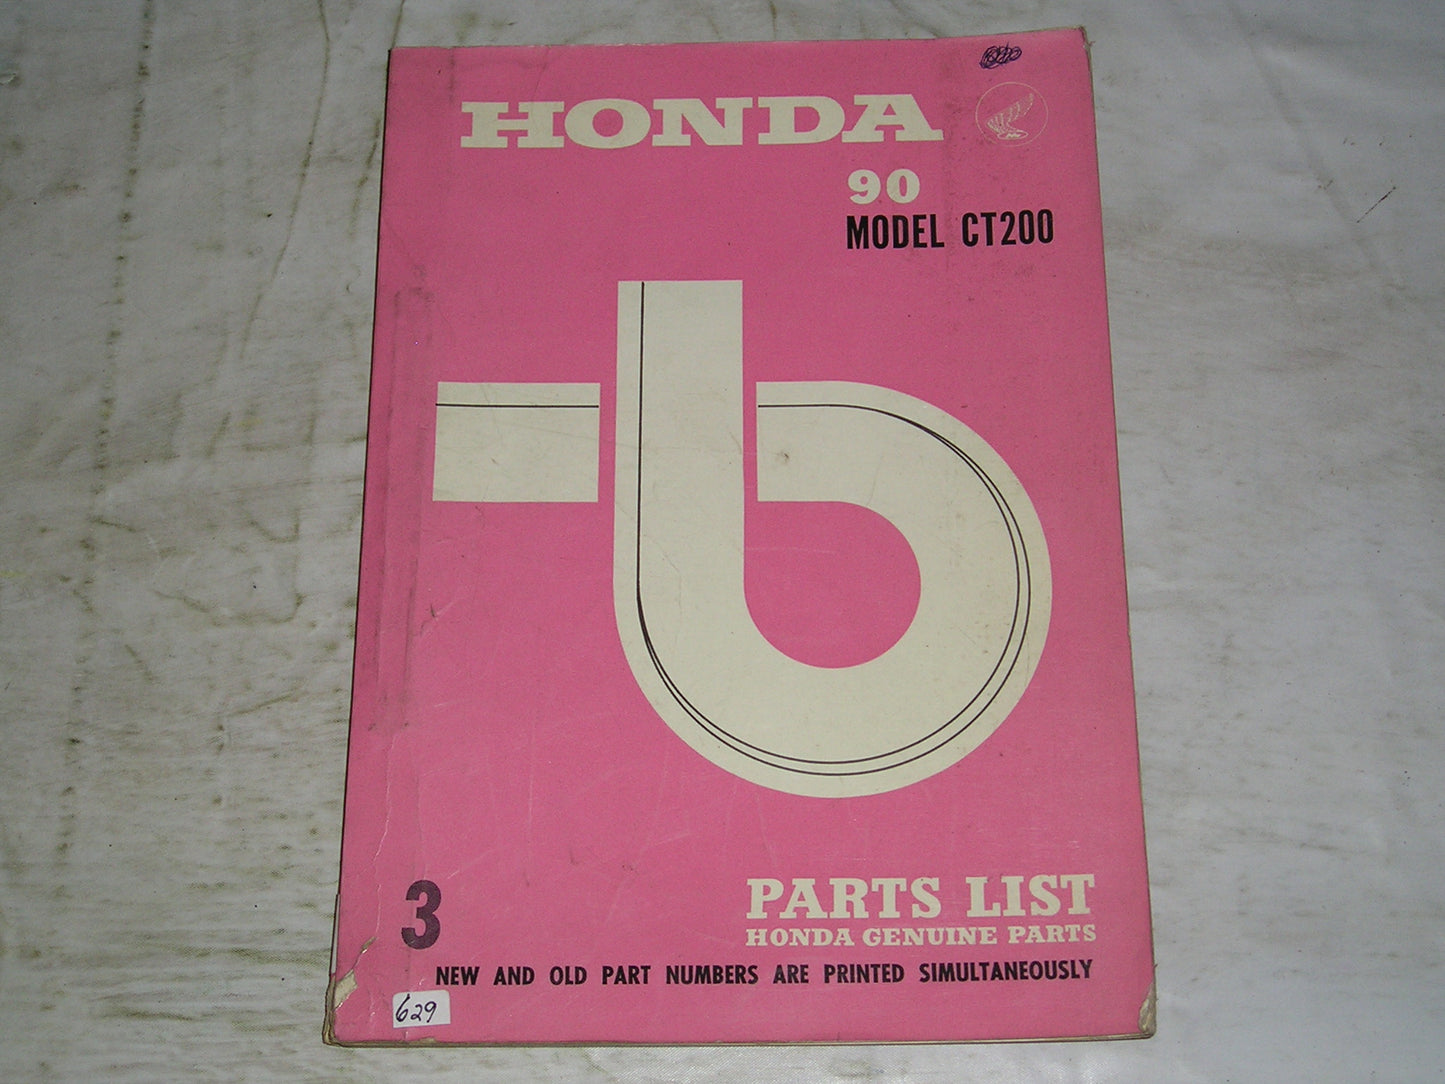 HONDA
90
MODEL CT200
3
PARTS LIST
HONDA GENUINE PARTS
NEW AND OLD PART NUMBERS ARE PRINTED SIMULTANEOUSLY
629